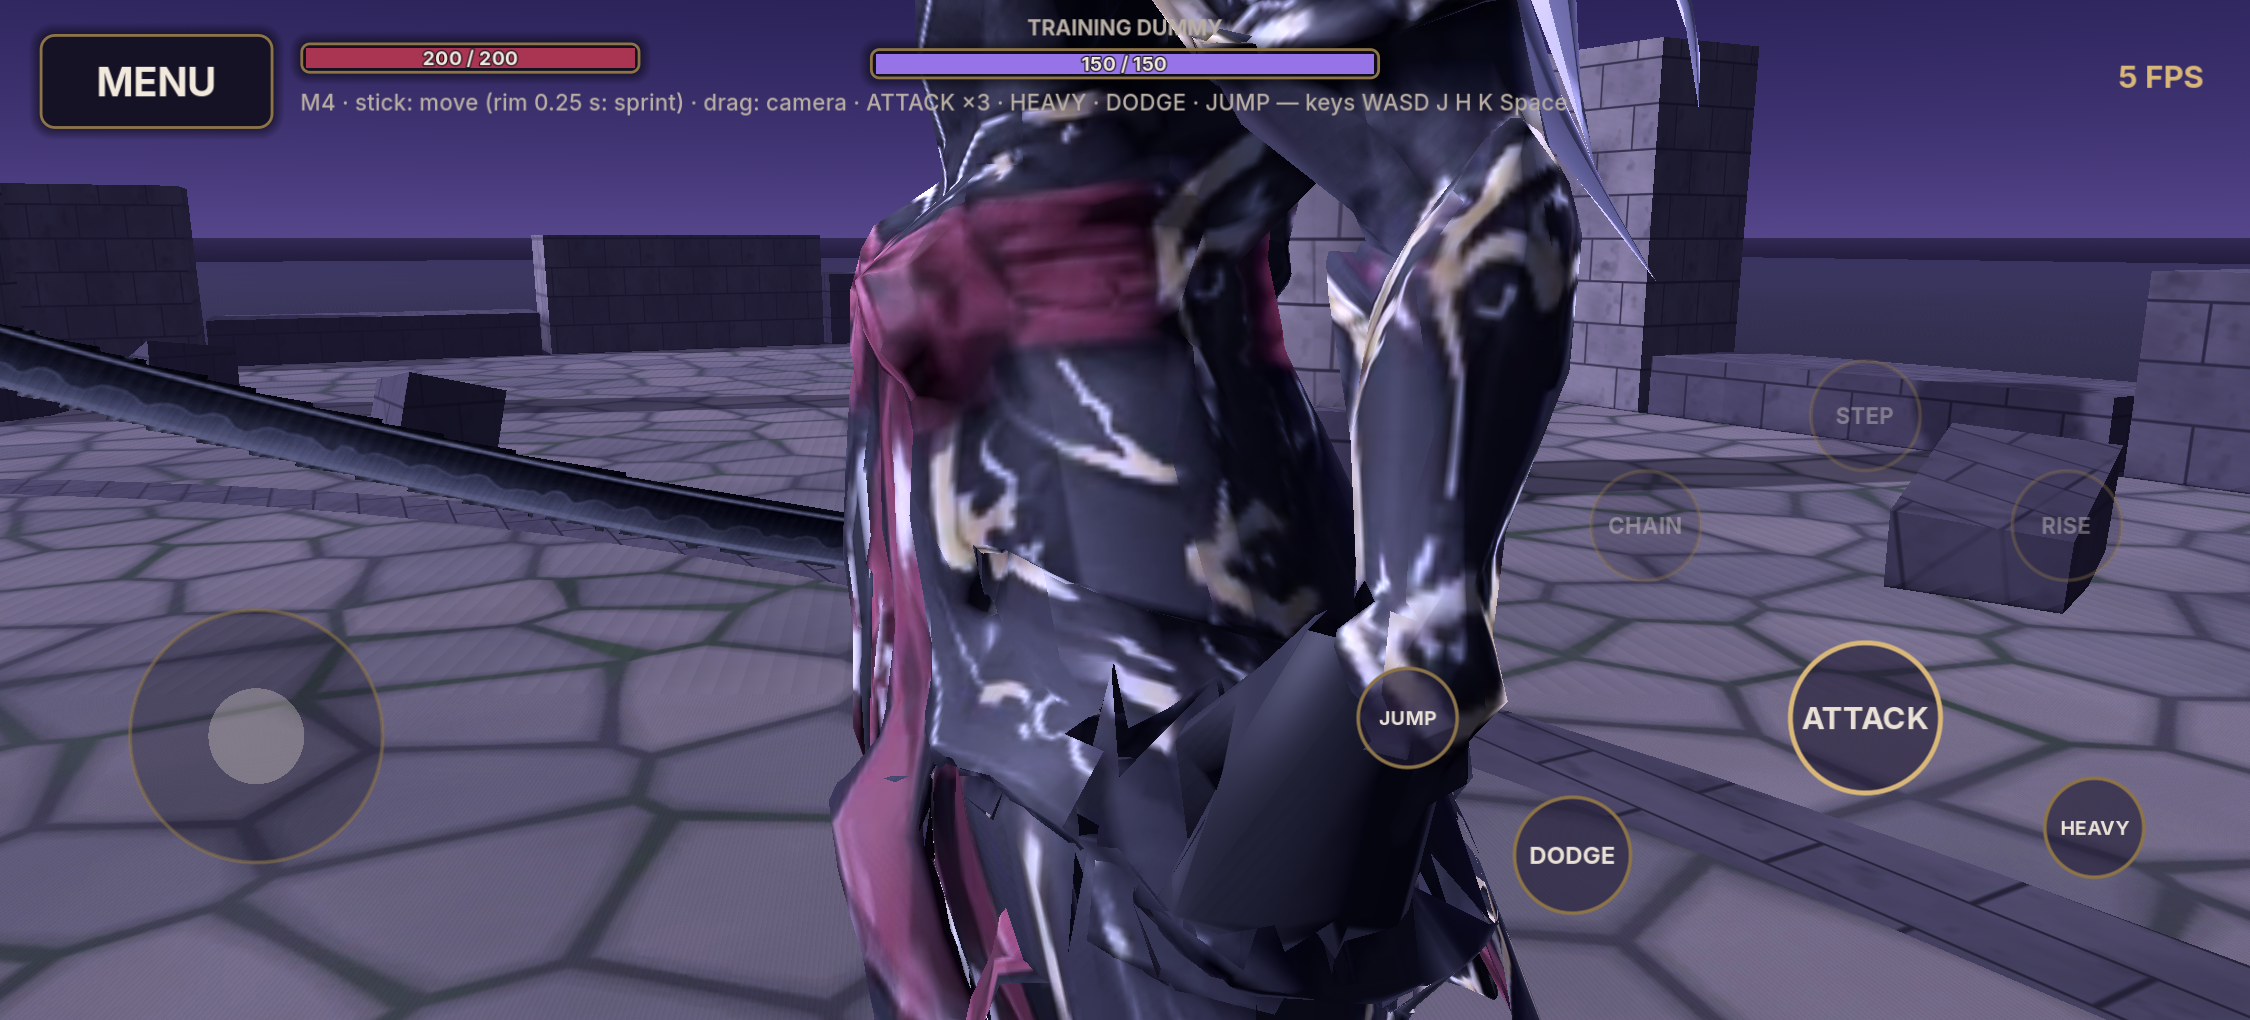 TRAINING DUMMY
MENU
200 / 200
150 / 150
5 FPS
M4 · stick: move (rim 0.25 s: sprint) · drag: camera · ATTACK ×3 · HEAVY · DODGE · JUMP — keys WASD J H K Space
STEP
CHAIN
RISE
JUMP
ATTACK
HEAVY
DODGE